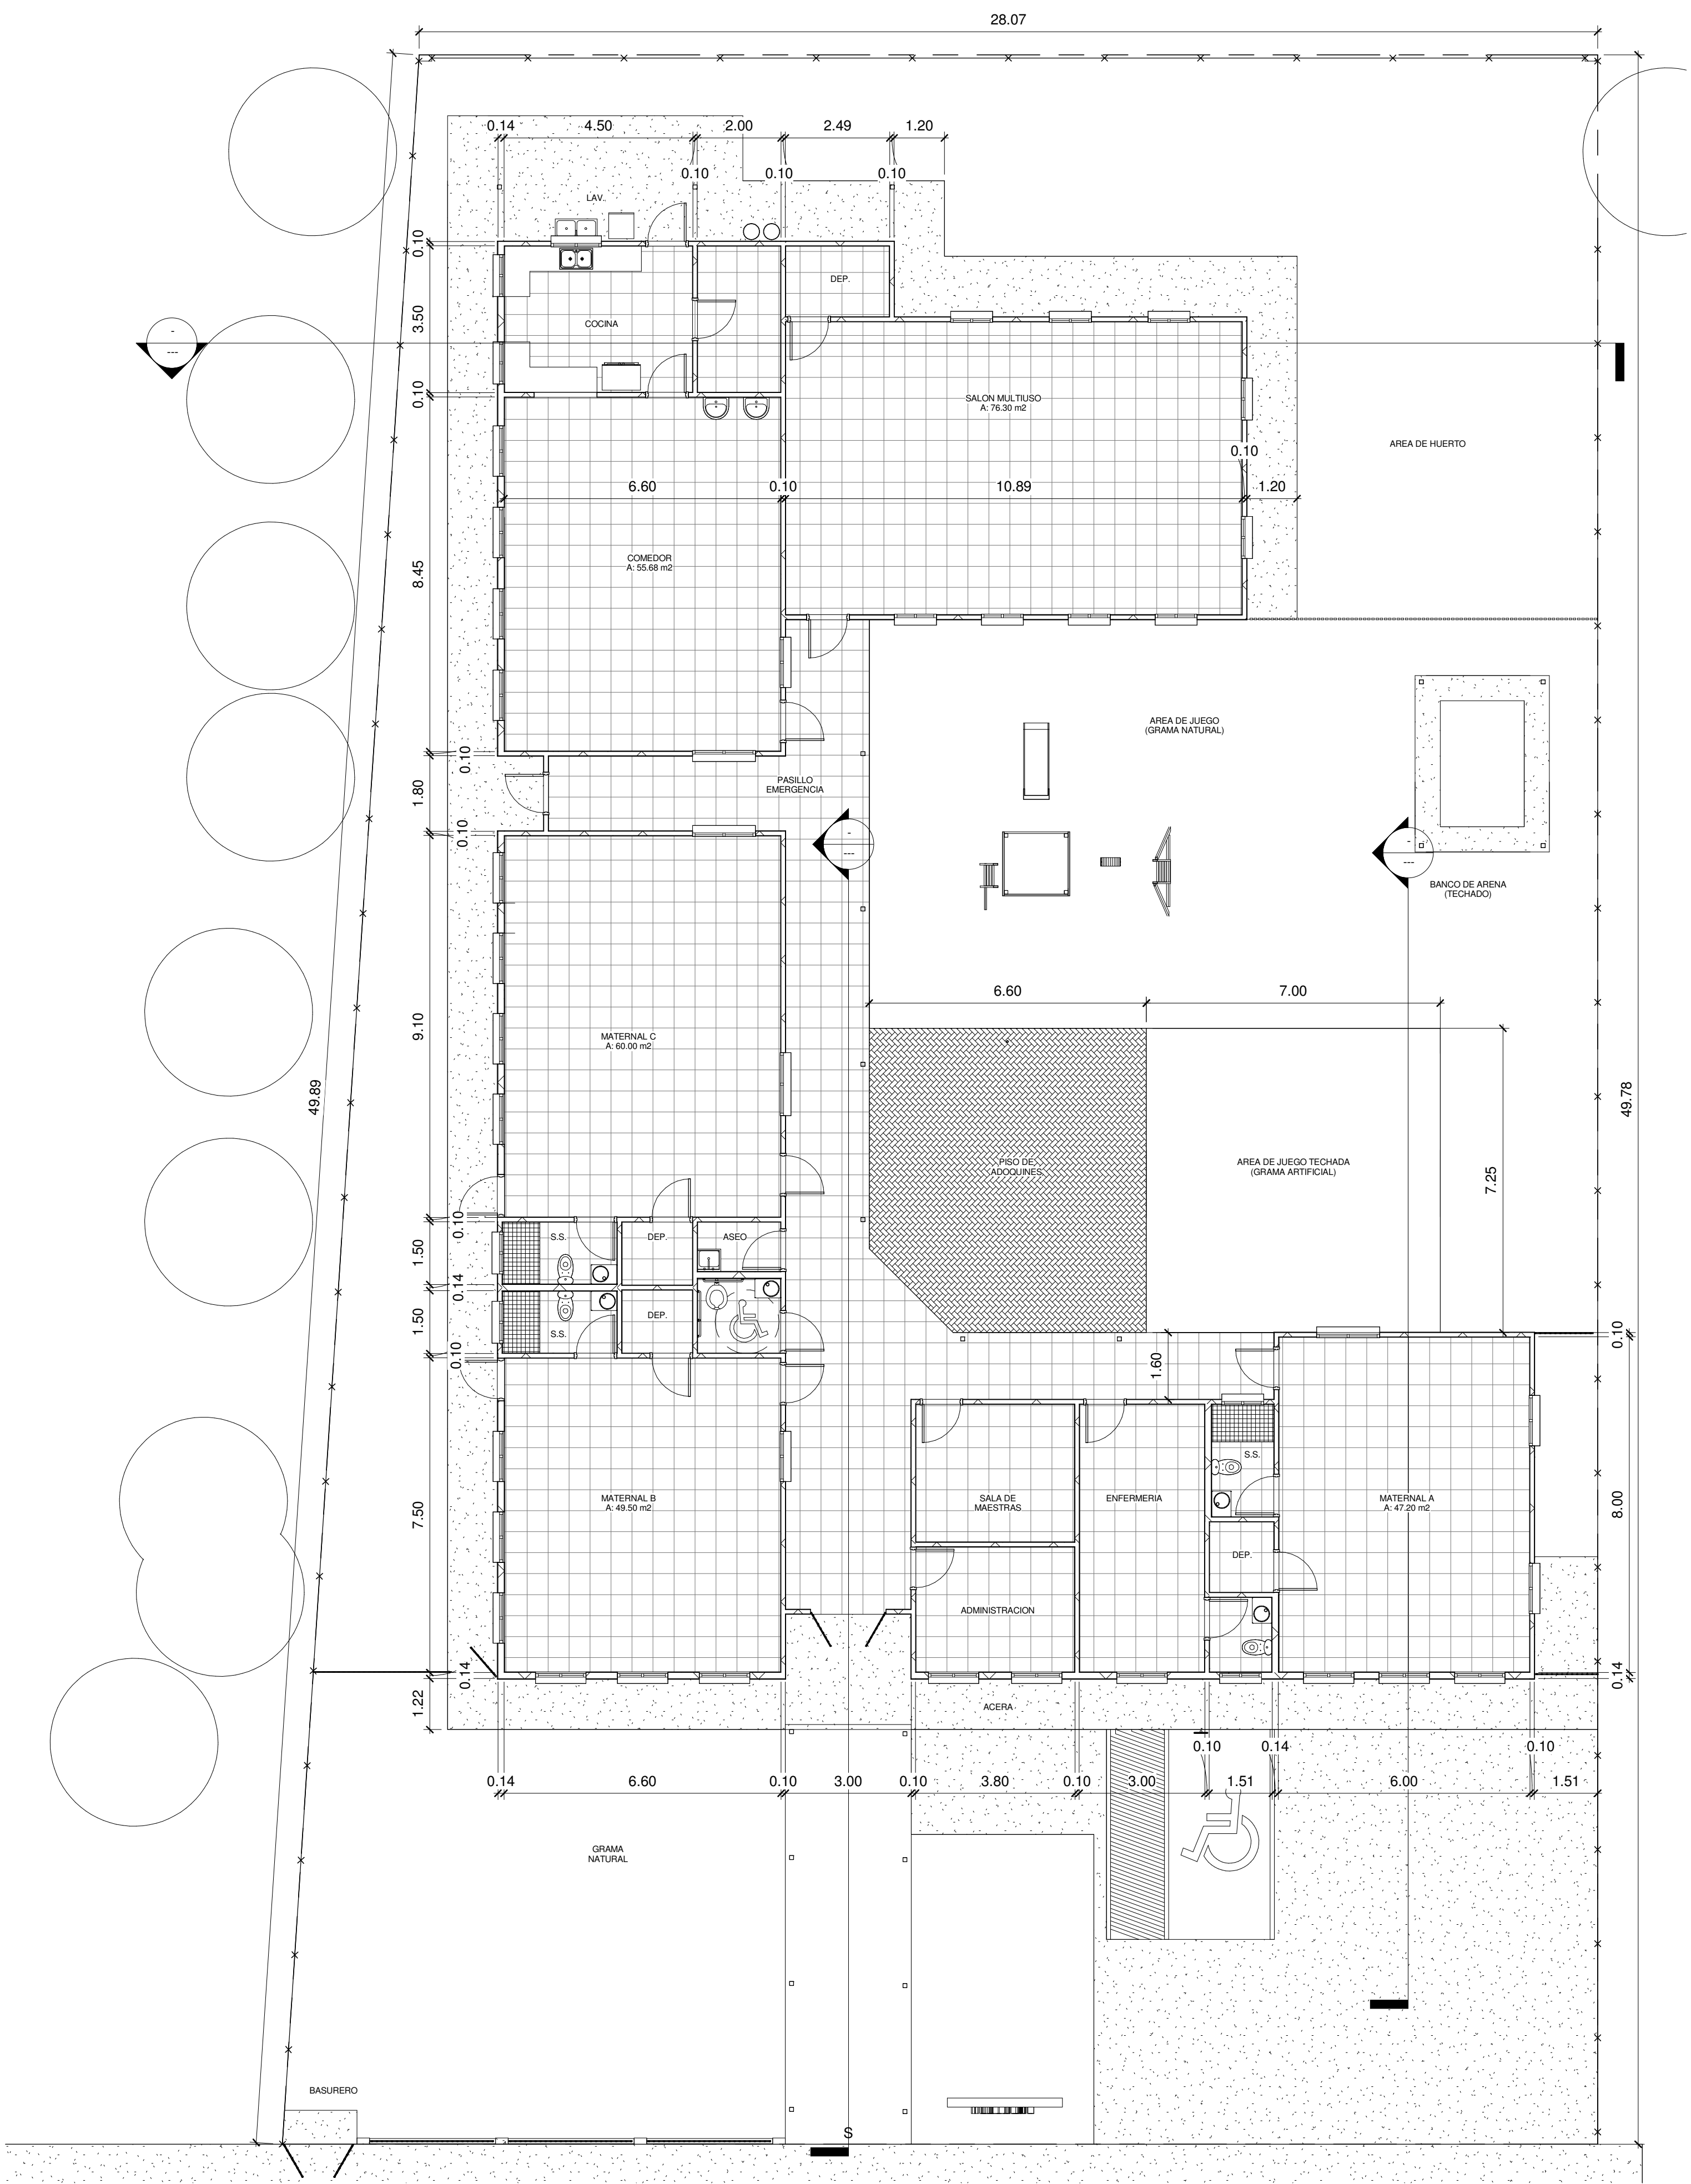 28.07
0.14
4.50
2.00
2.49
1.20
0.10
0.10
0.10
LAV.
0.10
DEP.
3.50
COCINA
-
---
0.10
SALON MULTIUSO
A: 76.30 m2
AREA DE HUERTO
0.10
6.60
0.10
10.89
1.20
COMEDOR
A: 55.68 m2
8.45
AREA DE JUEGO
(GRAMA NATURAL)
0.10
PASILLO
EMERGENCIA
1.80
0.10
-
---
-
---
BANCO DE ARENA
(TECHADO)
6.60
7.00
9.10
MATERNAL C
A: 60.00 m2
49.89
49.78
PISO DE
ADOQUINES
AREA DE JUEGO TECHADA
(GRAMA ARTIFICIAL)
7.25
0.10
S.S.
DEP.
ASEO
1.50
0.14
DEP.
1.50
S.S.
0.10
0.10
1.60
S.S.
MATERNAL B
A: 49.50 m2
7.50
SALA DE
MAESTRAS
ENFERMERIA
MATERNAL A
A: 47.20 m2
8.00
DEP.
ADMINISTRACION
0.14
0.14
1.22
ACERA
0.10
0.14
0.10
0.14
6.60
0.10
3.00
0.10
3.80
0.10
3.00
1.51
6.00
1.51
GRAMA
NATURAL
BASURERO
S